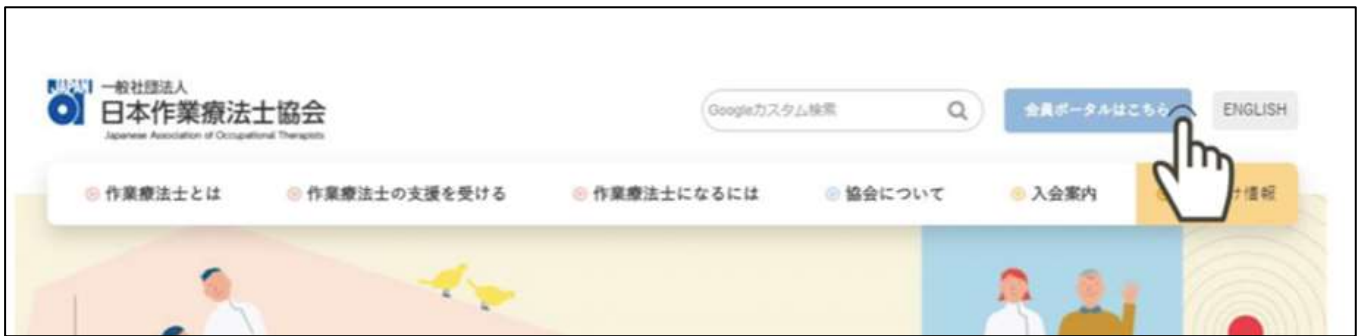 JAPAN
一般社団法人
日本作業療法士協会
Japanese Association of Occupational Therapists
Googleカスタム検索
会員ポータルはこちら
ENGLISH
作業療法士とは
作業療法士の支援を受ける
作業療法士になるには
協会について
入会案内
け情報